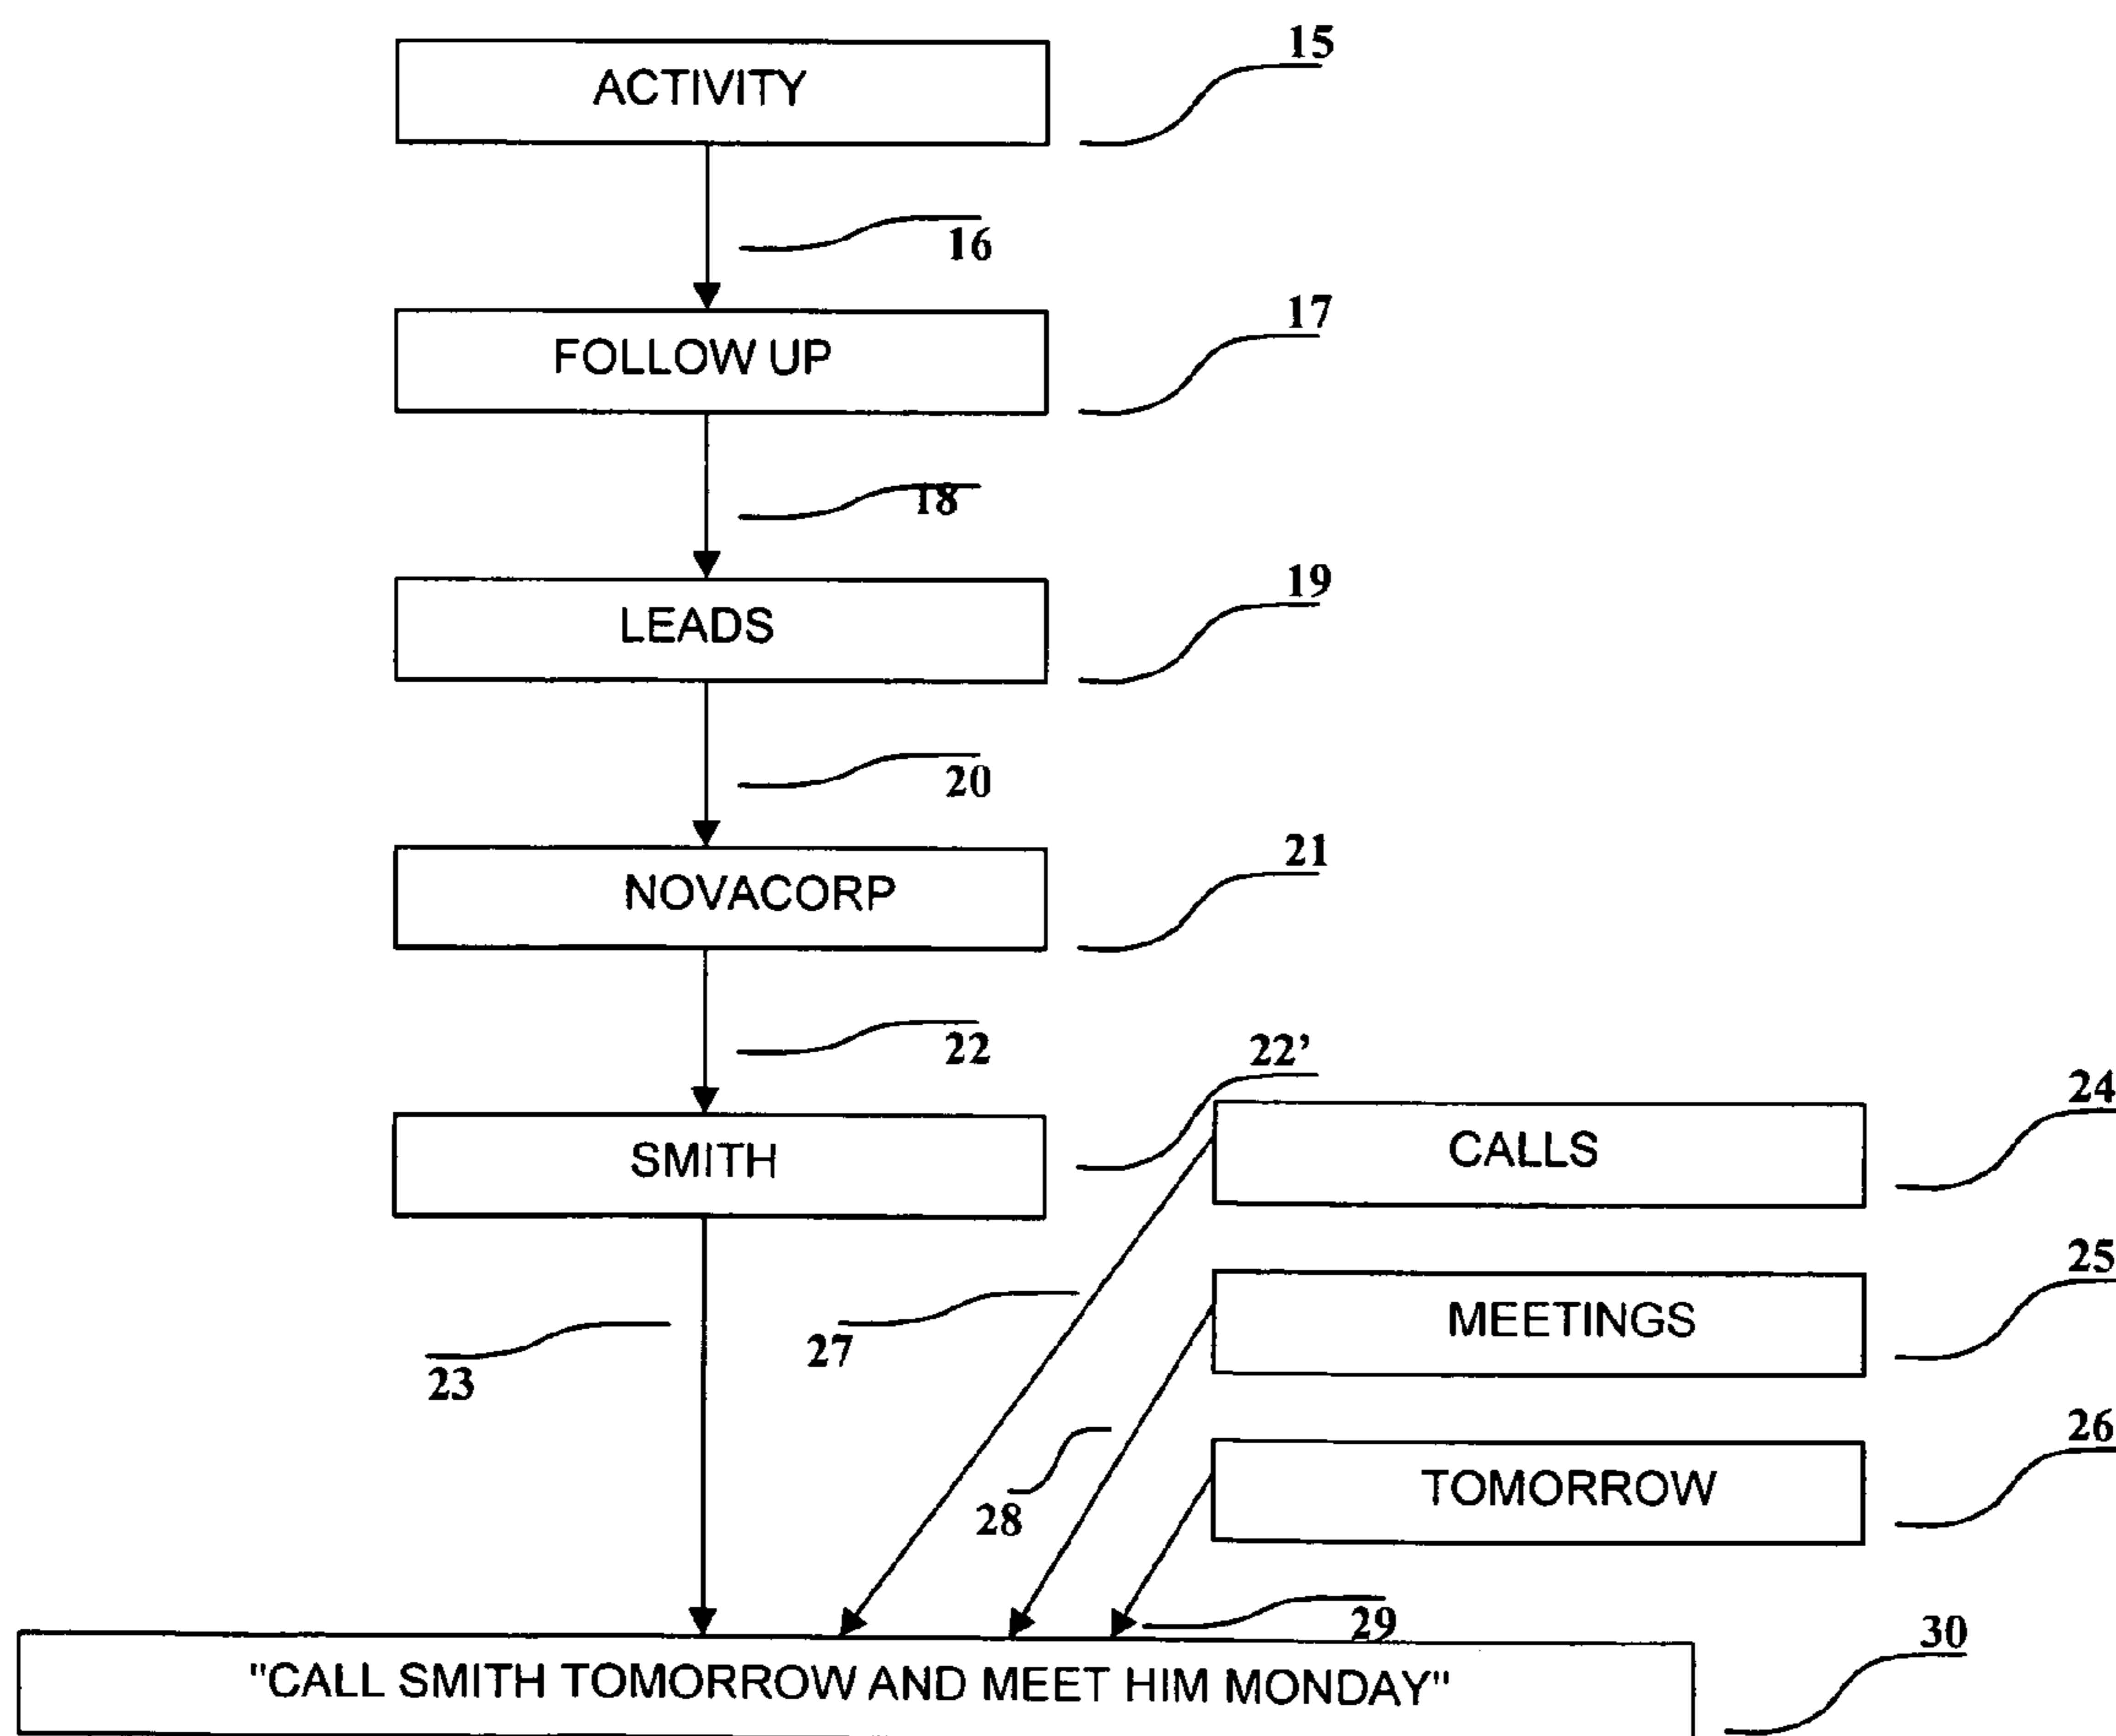 15
ACTIVITY
16
17
FOLLOW UP
18
19
LEADS
20
21
NOVACORP
22
22’
24
SMITH
CALLS
25
MEETINGS
27
23
26
TOMORROW
28
29
30
"CALL SMITH TOMORROW AND MEET HIM MONDAY"